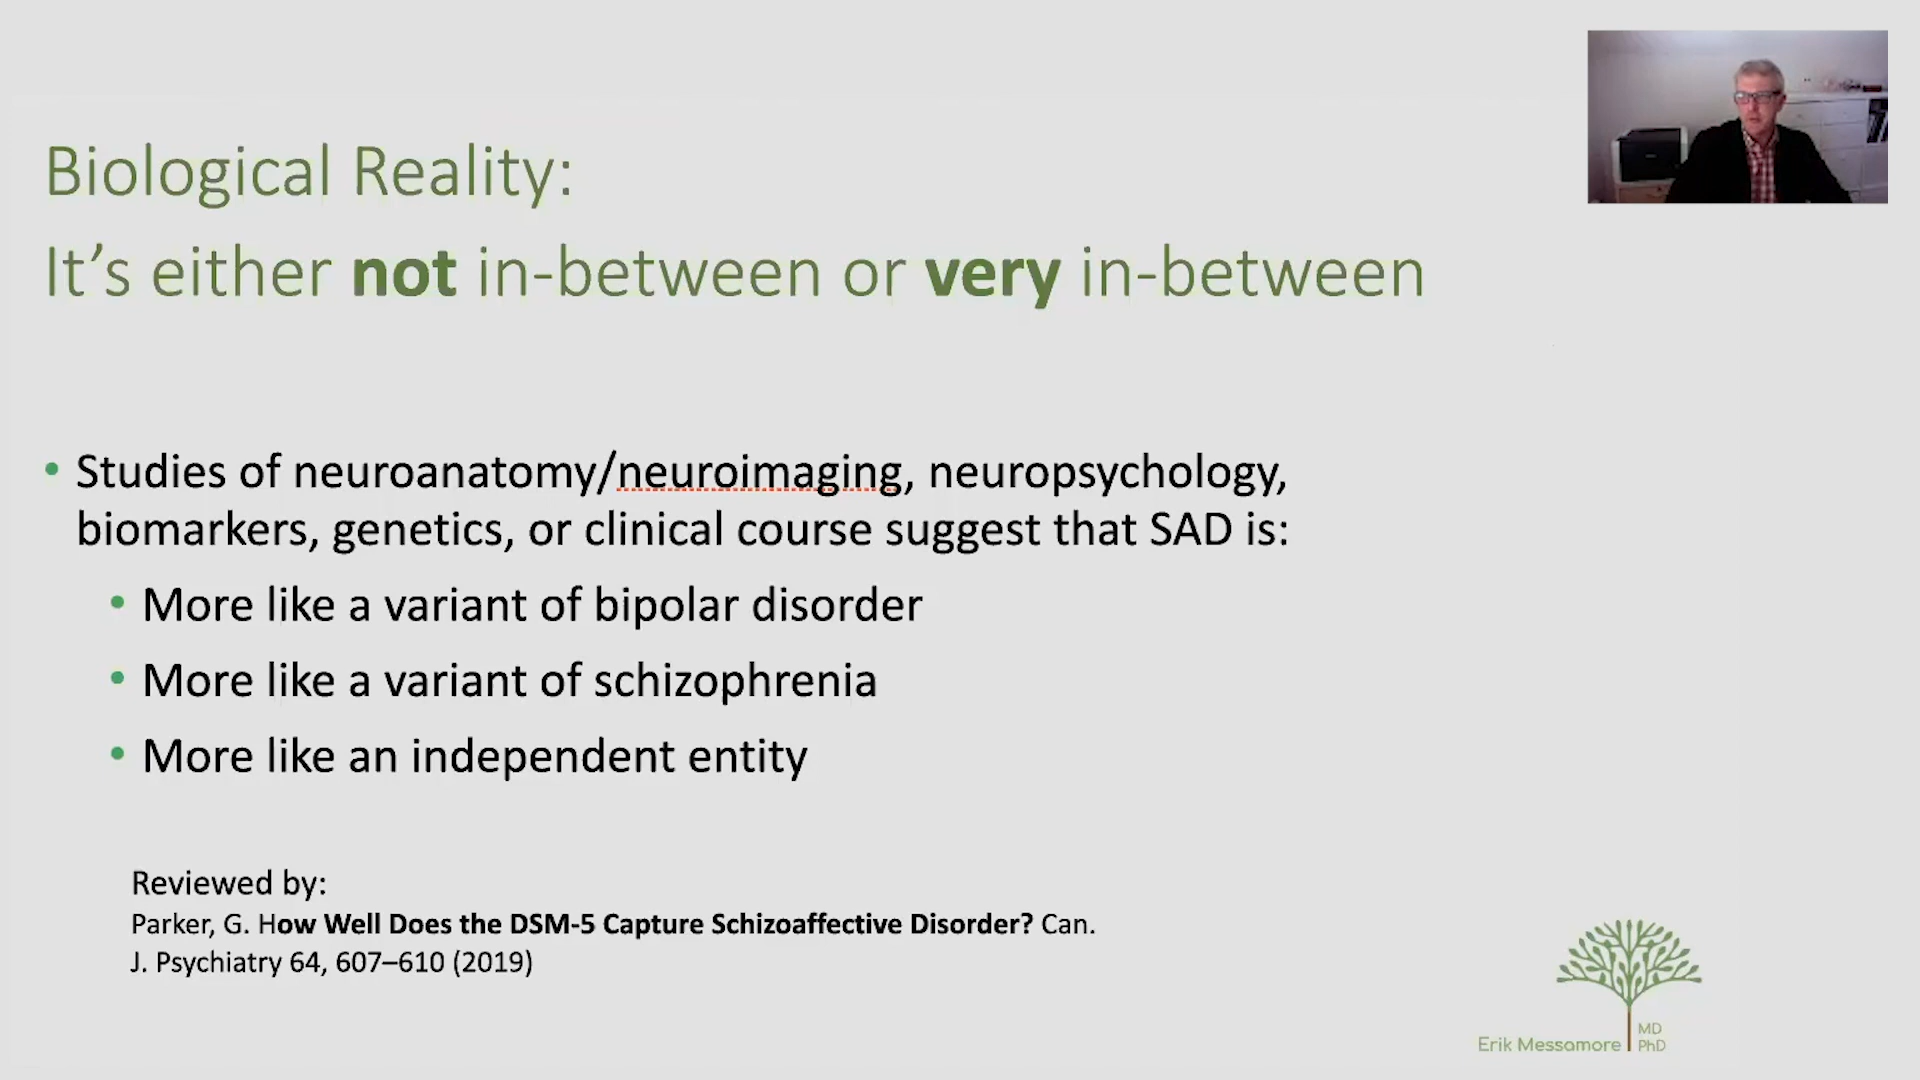 Biological Reality:
It’s either not in-between or very in-between
• Studies of neuroanatomy/neuroimaging, neuropsychology,
biomarkers, genetics, or clinical course suggest that SAD is:
• More like a variant of bipolar disorder
• More like a variant of schizophrenia
• More like an independent entity
Reviewed by:
Parker, G. How Well Does the DSM-5 Capture Schizoaffective Disorder? Can.
J. Psychiatry 64, 607–610 (2019)
Erik Messamore
MD
PhD